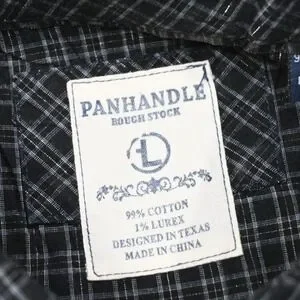 PANHANDLE
ROUGH STOCK
99% COTTON
1% LUREX
DESIGNED IN TEXAS
MADE IN CHINA